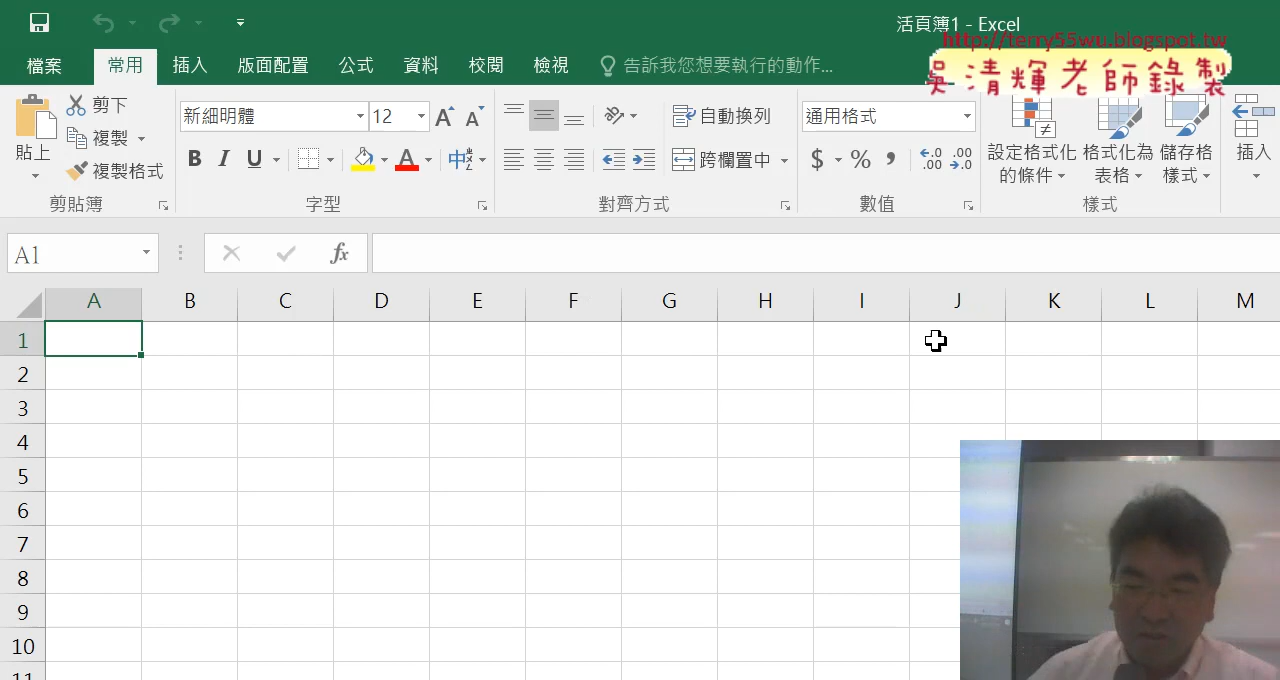 活頁簿1 - Excel
http://terry55wu.blogspot.tw
吳清輝老師錄製
檔案 常用 插入 版面配置 公式 資料 校閱 檢視 告訴我您想要執行的動作...
貼上 剪下 複製 複製格式 剪貼簿
新細明體 12 A A B I U A 中 字型
自動換列 跨欄置中 對齊方式
通用格式 $ % , .0 .00 .00 .0 數值
設定格式化的條件 格式化為表格 儲存格樣式 樣式
插入
A1 fx
A B C D E F G H I J K L M
1
2
3
4
5
6
7
8
9
10
11